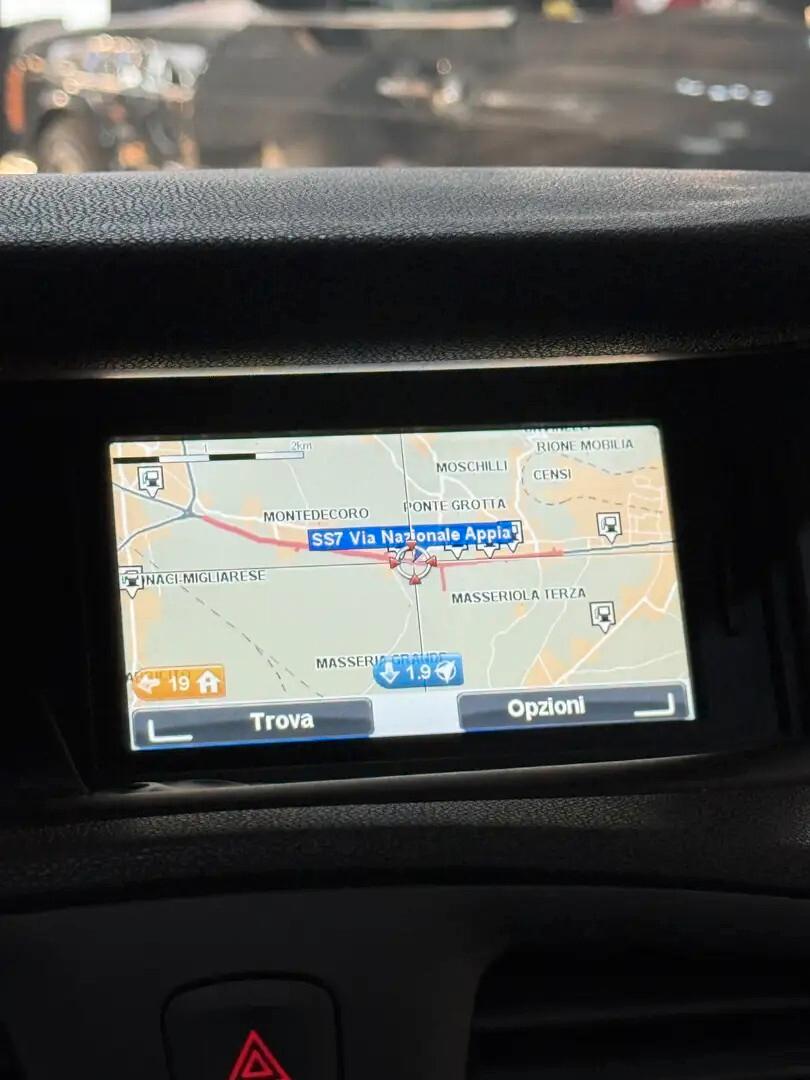 1
2km
RIONE MOBILIA
MOSCHILLI
CENSI
MONTEDECORO
PONTE GROTTA
SS7 Via Nazionale Appia
NACI-MIGLIARESE
MASSERIOLA TERZA
MASSERIA GRANDE
19
1.9
Trova
Opzioni